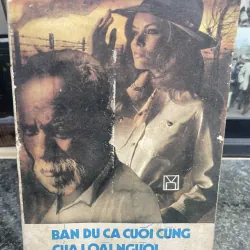 BẢN DU CA CUỐI CÙNG
CỦA LOÀI NGƯỜI